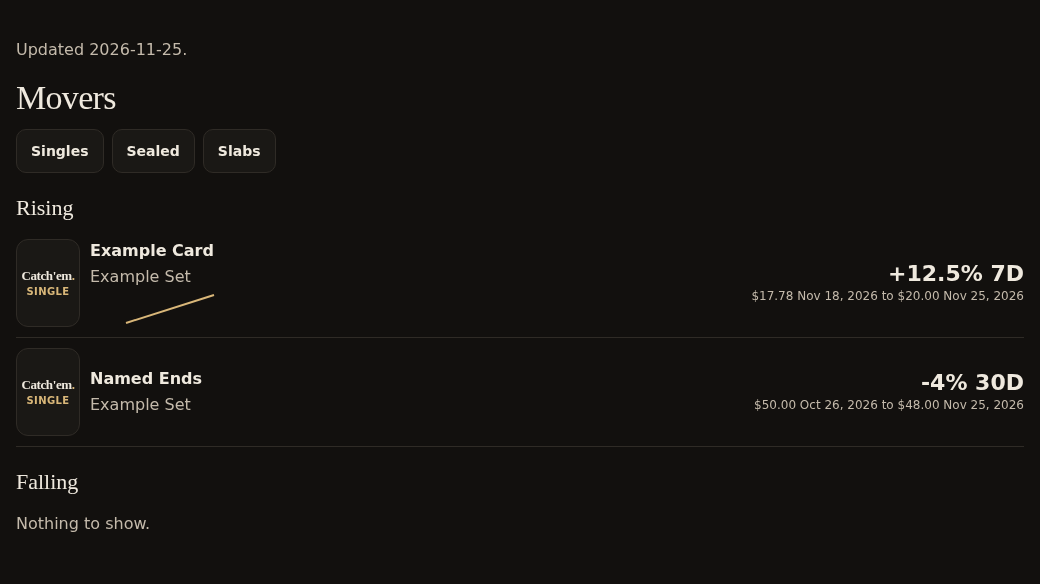 Updated 2026-11-25.
Movers
Singles Sealed Slabs
Rising
Catch'em.
SINGLE
Example Card
Example Set
+12.5% 7D
$17.78 Nov 18, 2026 to $20.00 Nov 25, 2026
Catch'em.
SINGLE
Named Ends
Example Set
-4% 30D
$50.00 Oct 26, 2026 to $48.00 Nov 25, 2026
Falling
Nothing to show.